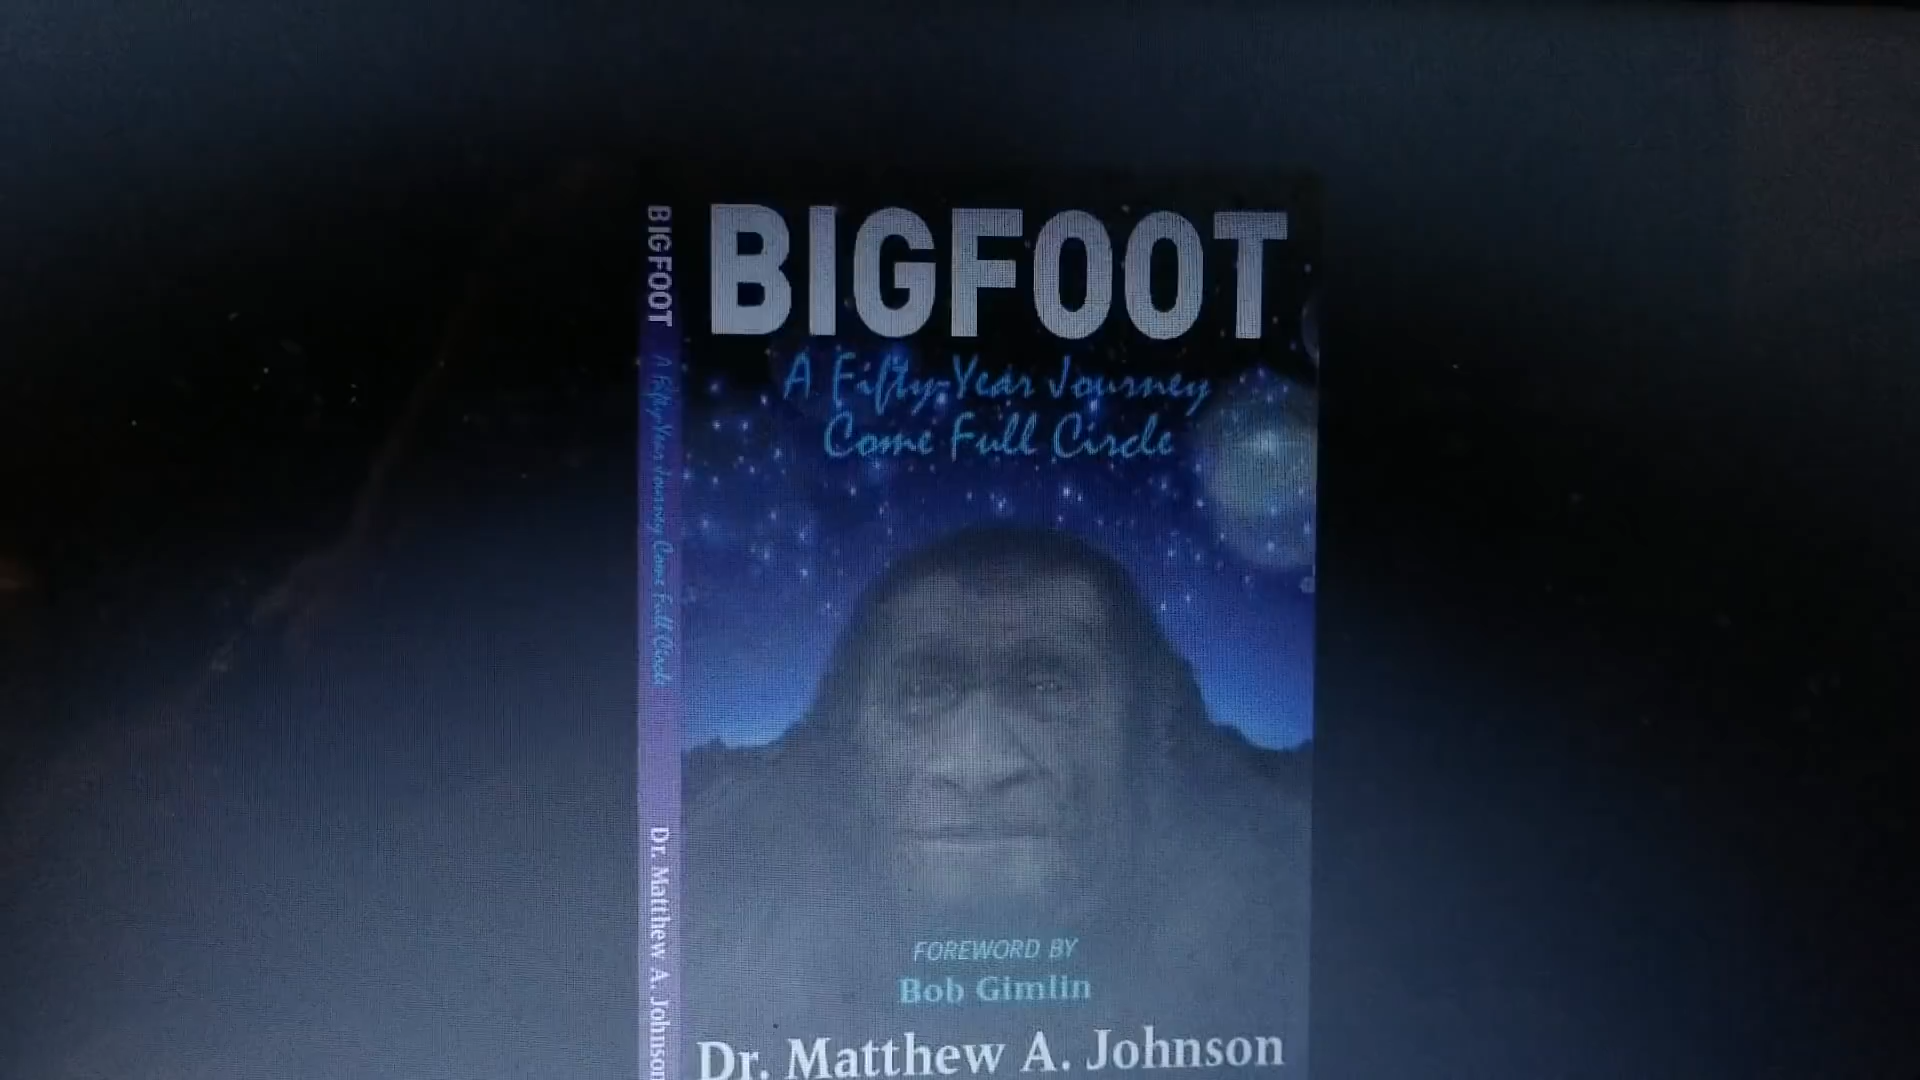 BIGFOOT
A Fifty-Year Journey
Come Full Circle
FOREWORD BY
Bob Gimlin
Dr. Matthew A. Johnson
BIGFOOT A Fifty-Year Journey Come Full Circle Dr. Matthew A. Johnson